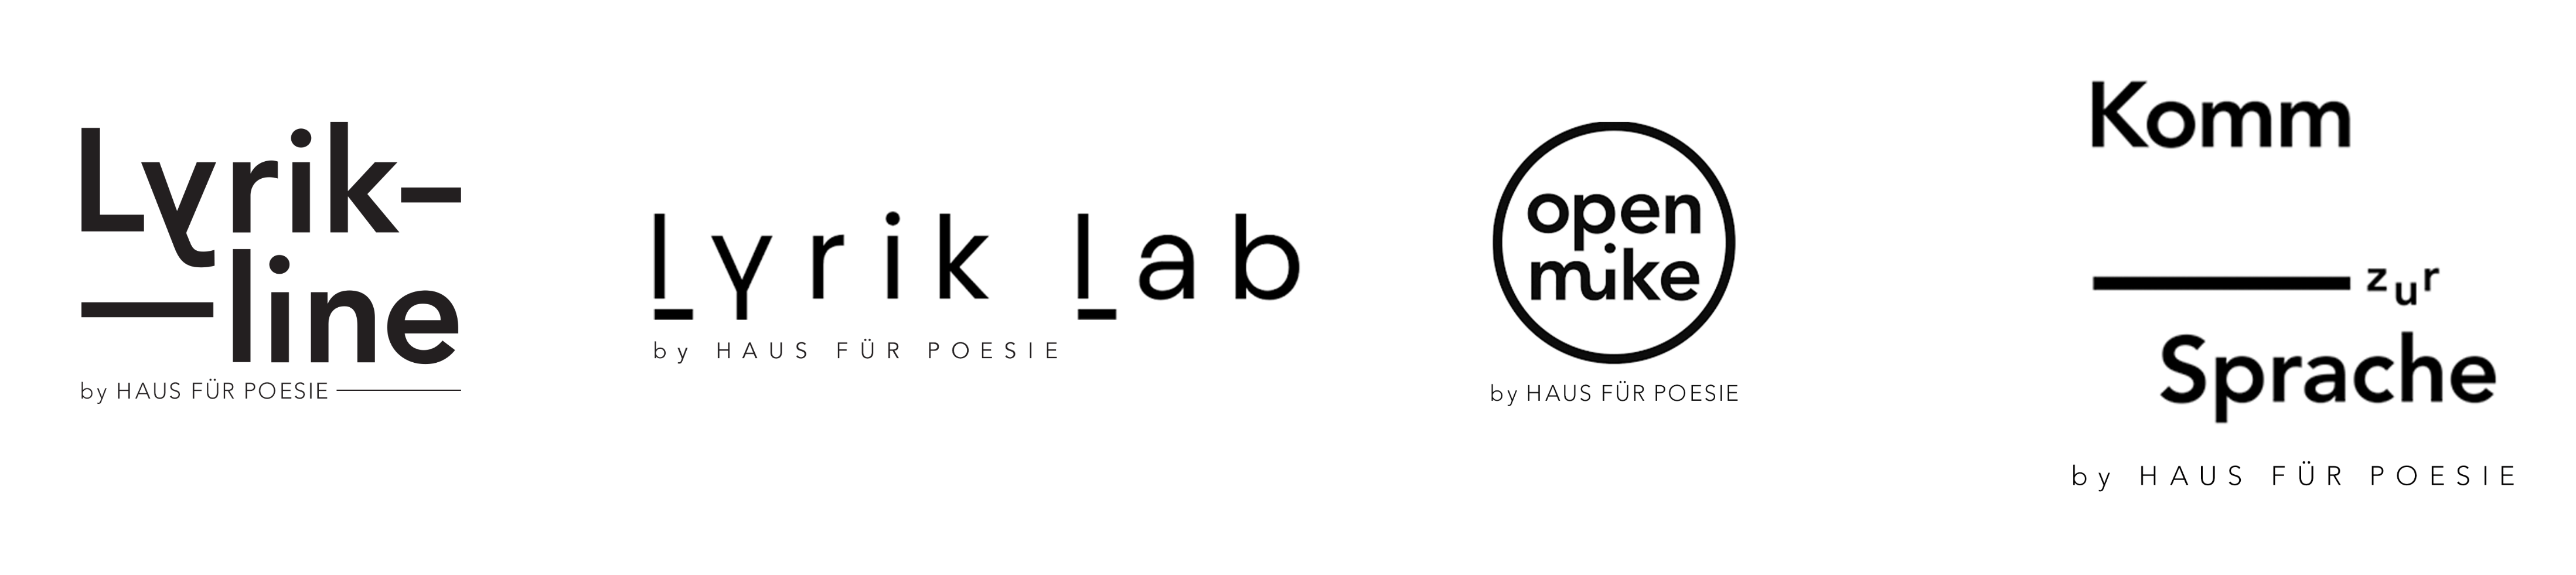 Lyrik–
—line
by HAUS FÜR POESIE
Lyrik Lab
by HAUS FÜR POESIE
open
mike
by HAUS FÜR POESIE
Komm
zur
Sprache
by HAUS FÜR POESIE